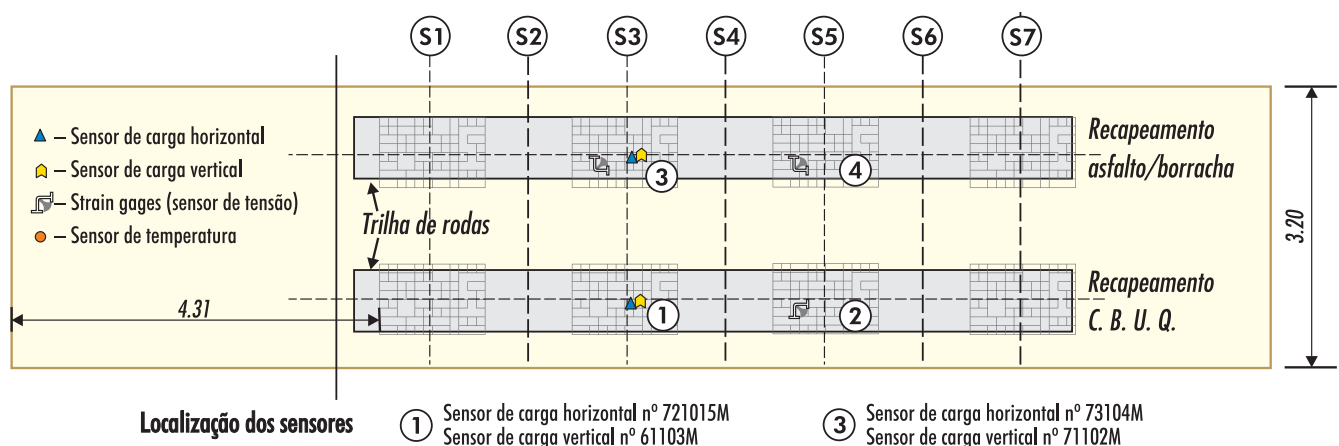 S1 S2 S3 S4 S5 S6 S7
– Sensor de carga horizontal
– Sensor de carga vertical
– Strain gages (sensor de tensão)
– Sensor de temperatura
Recapeamento
asfalto/borracha
3 4
Trilha de rodas
3.20
4.31
1 2
Recapeamento
C. B. U. Q.
Localização dos sensores
1 Sensor de carga horizontal nº 721015M
Sensor de carga vertical nº 61103M
3 Sensor de carga horizontal nº 73104M
Sensor de carga vertical nº 71102M